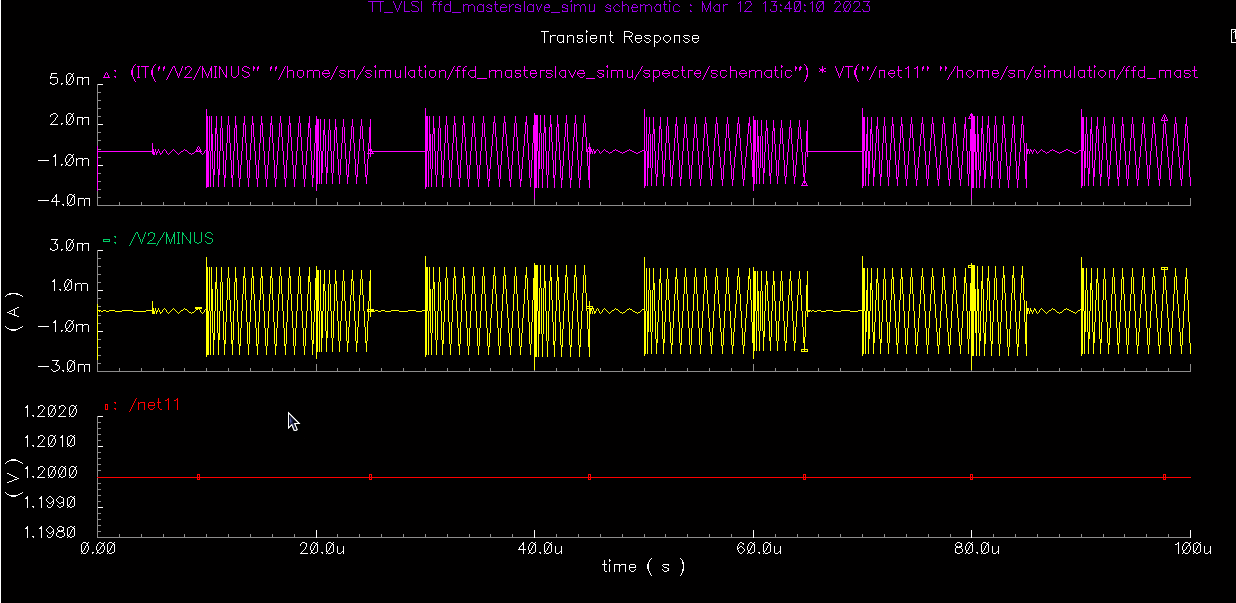 TT_VLSI ffd_masterslave_simu schematic : Mar 12 13:40:10 2023
Transient Response
△: (IT("/V2/MINUS" "/home/sn/simulation/ffd_masterslave_simu/spectre/schematic") * VT("/net11" "/home/sn/simulation/ffd_mast
5.0m
2.0m
-1.0m
-4.0m
▭: /V2/MINUS
3.0m
1.0m
-1.0m
-3.0m
( A )
▯: /net11
1.2020
1.2010
1.2000
1.1990
1.1980
( V )
0.00 20.0u 40.0u 60.0u 80.0u 100u
time ( s )